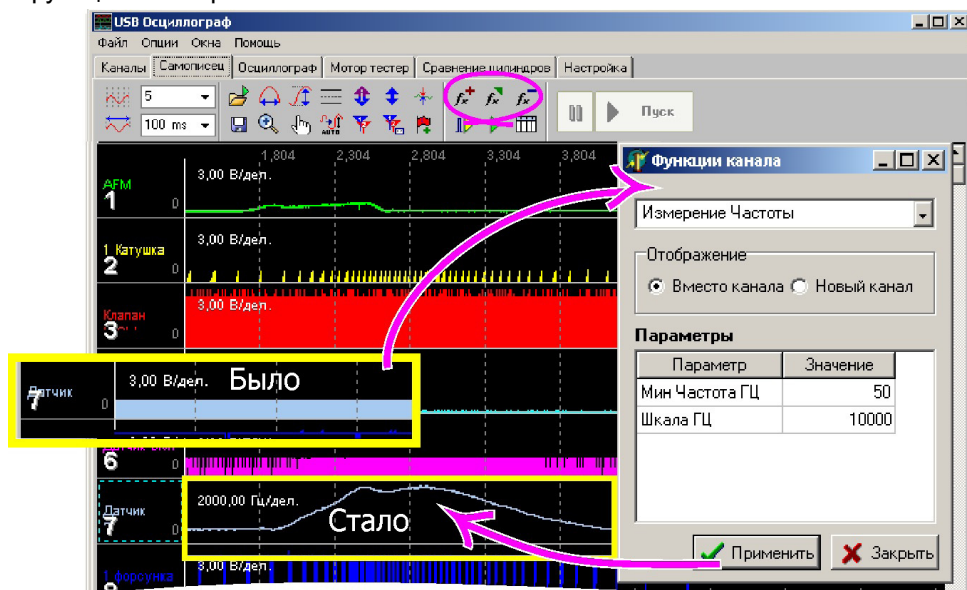 USB Осциллограф
Файл Опции Окна Помощь
Каналы Самописец Осциллограф Мотор тестер Сравнение цилиндров Настройка
5
100 ms
AUTO
Пуск
1,804 2,304 2,804 3,304 3,804
AFM
1
3,00 В/дел.
0
1 Катушка
2
3,00 В/дел.
0
Клапан
3
3,00 В/дел.
0
Датчик
7
3,00 В/дел.
Было
0
6
0
Датчик
7
2000,00 Гц/дел.
Стало
0
1 форсунка
3,00 В/дел.
Функции канала
Измерение Частоты
Отображение
Вместо канала Новый канал
Параметры
Параметр Значение
Мин Частота ГЦ 50
Шкала ГЦ 10000
Применить Закрыть